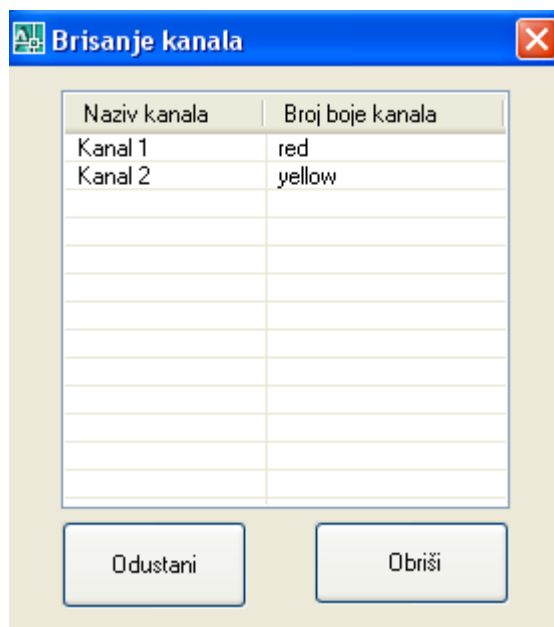 Brisanje kanala
Naziv kanala Broj boje kanala
Kanal 1 red
Kanal 2 yellow
Odustani Obriši